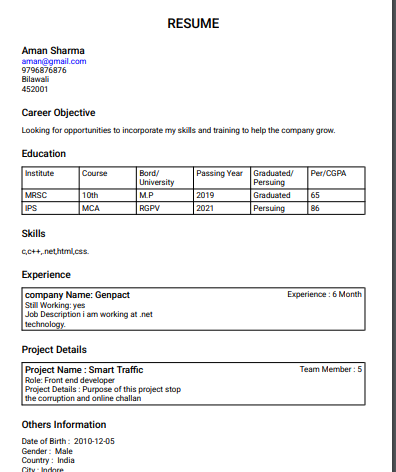 RESUME
Aman Sharma
aman@gmail.com
9796876876
Bilawali
452001
Career Objective
Looking for opportunities to incorporate my skills and training to help the company grow.
Education
Institute Course Bord/ University Passing Year Graduated/ Persuing Per/CGPA
MRSC 10th M.P 2019 Graduated 65
IPS MCA RGPV 2021 Persuing 86
Skills
c,c++,.net,html,css.
Experience
company Name: Genpact Experience : 6 Month
Still Working: yes
Job Description i am working at .net
technology.
Project Details
Project Name : Smart Traffic Team Member : 5
Role: Front end developer
Project Details : Purpose of this project stop
the corruption and online challan
Others Information
Date of Birth : 2010-12-05
Gender : Male
Country : India
City : Indore